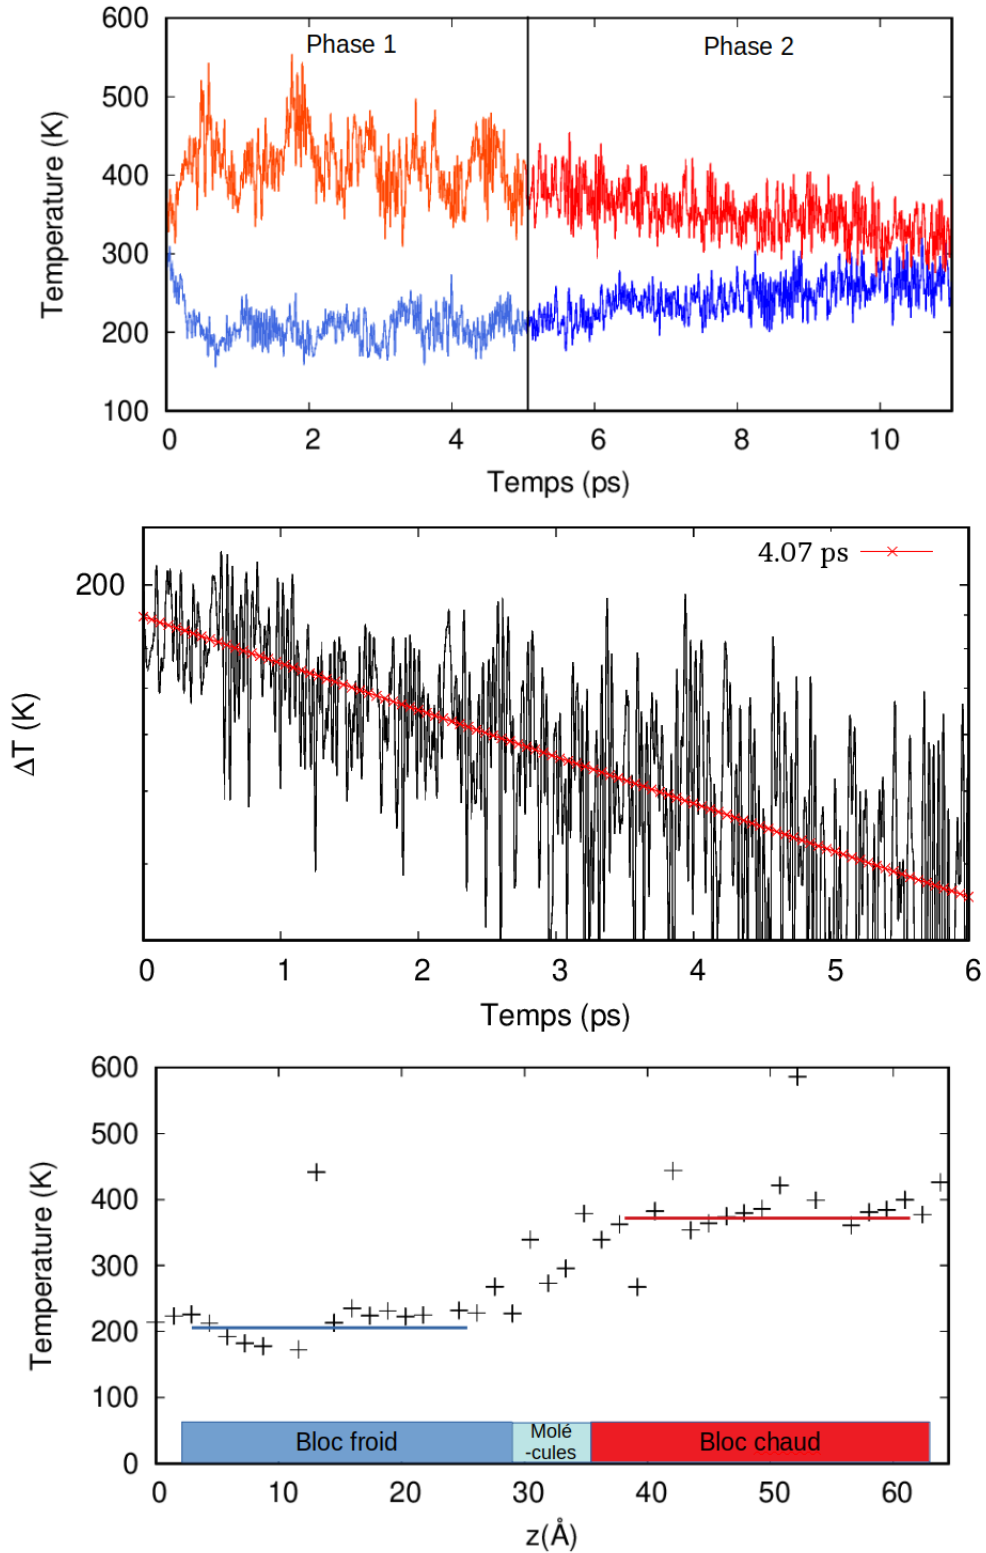 600
Phase 1
Phase 2
500
400
300
200
100
Temperature (K)
0 2 4 6 8 10
Temps (ps)
4.07 ps
200
ΔT (K)
0 1 2 3 4 5 6
Temps (ps)
600
500
400
300
200
100
0
Temperature (K)
Bloc froid
Molé
-cules
Bloc chaud
0 10 20 30 40 50 60
z(Å)